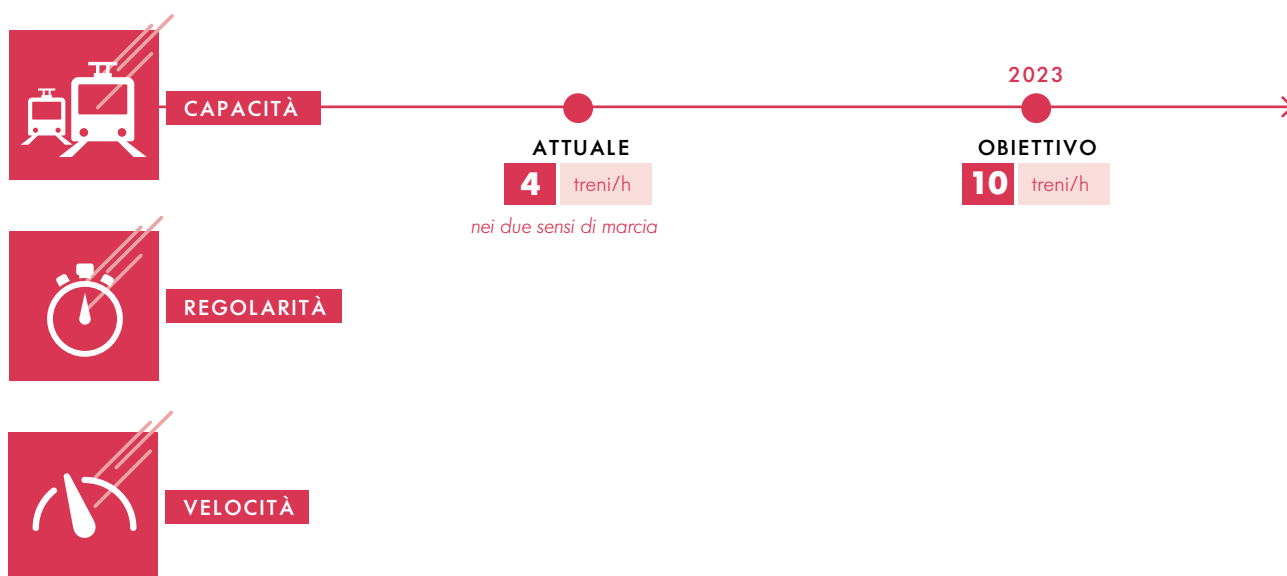 2023
CAPACITÀ
ATTUALE
OBIETTIVO
4 treni/h
10 treni/h
nei due sensi di marcia
REGOLARITÀ
VELOCITÀ